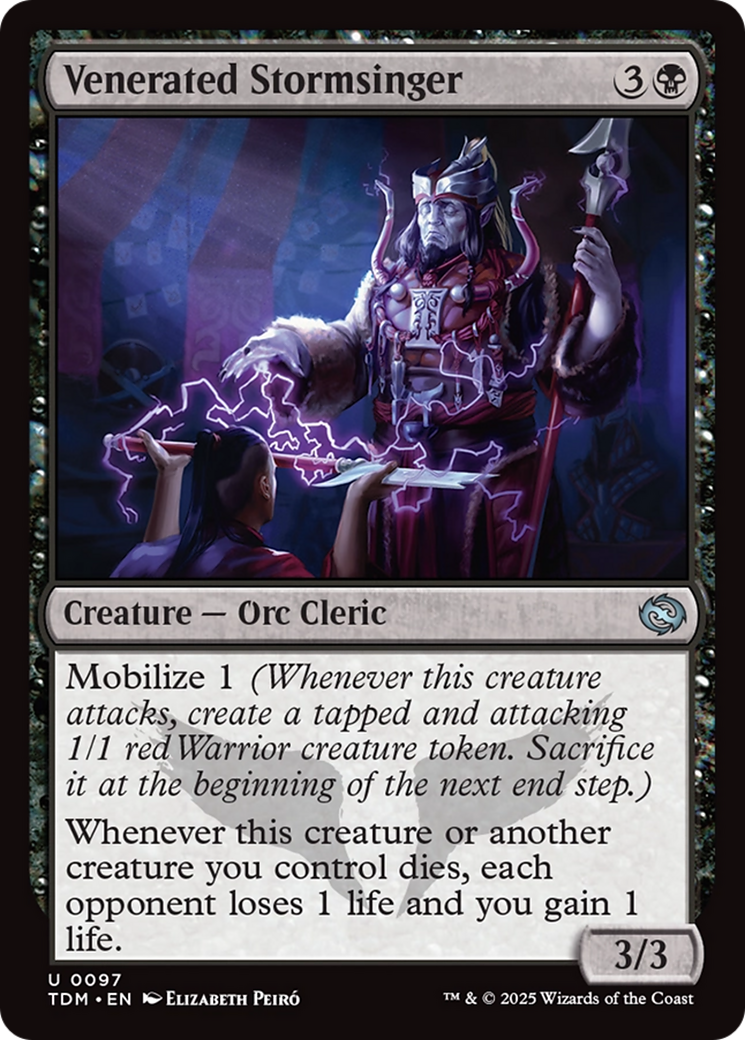 Venerated Stormsinger 3
Creature — Orc Cleric
Mobilize 1 (Whenever this creature
attacks, create a tapped and attacking
1/1 red Warrior creature token. Sacrifice
it at the beginning of the next end step.)
Whenever this creature or another
creature you control dies, each
opponent loses 1 life and you gain 1
life.
3/3
U 0097
TDM • EN Elizabeth Peiró
™ & © 2025 Wizards of the Coast